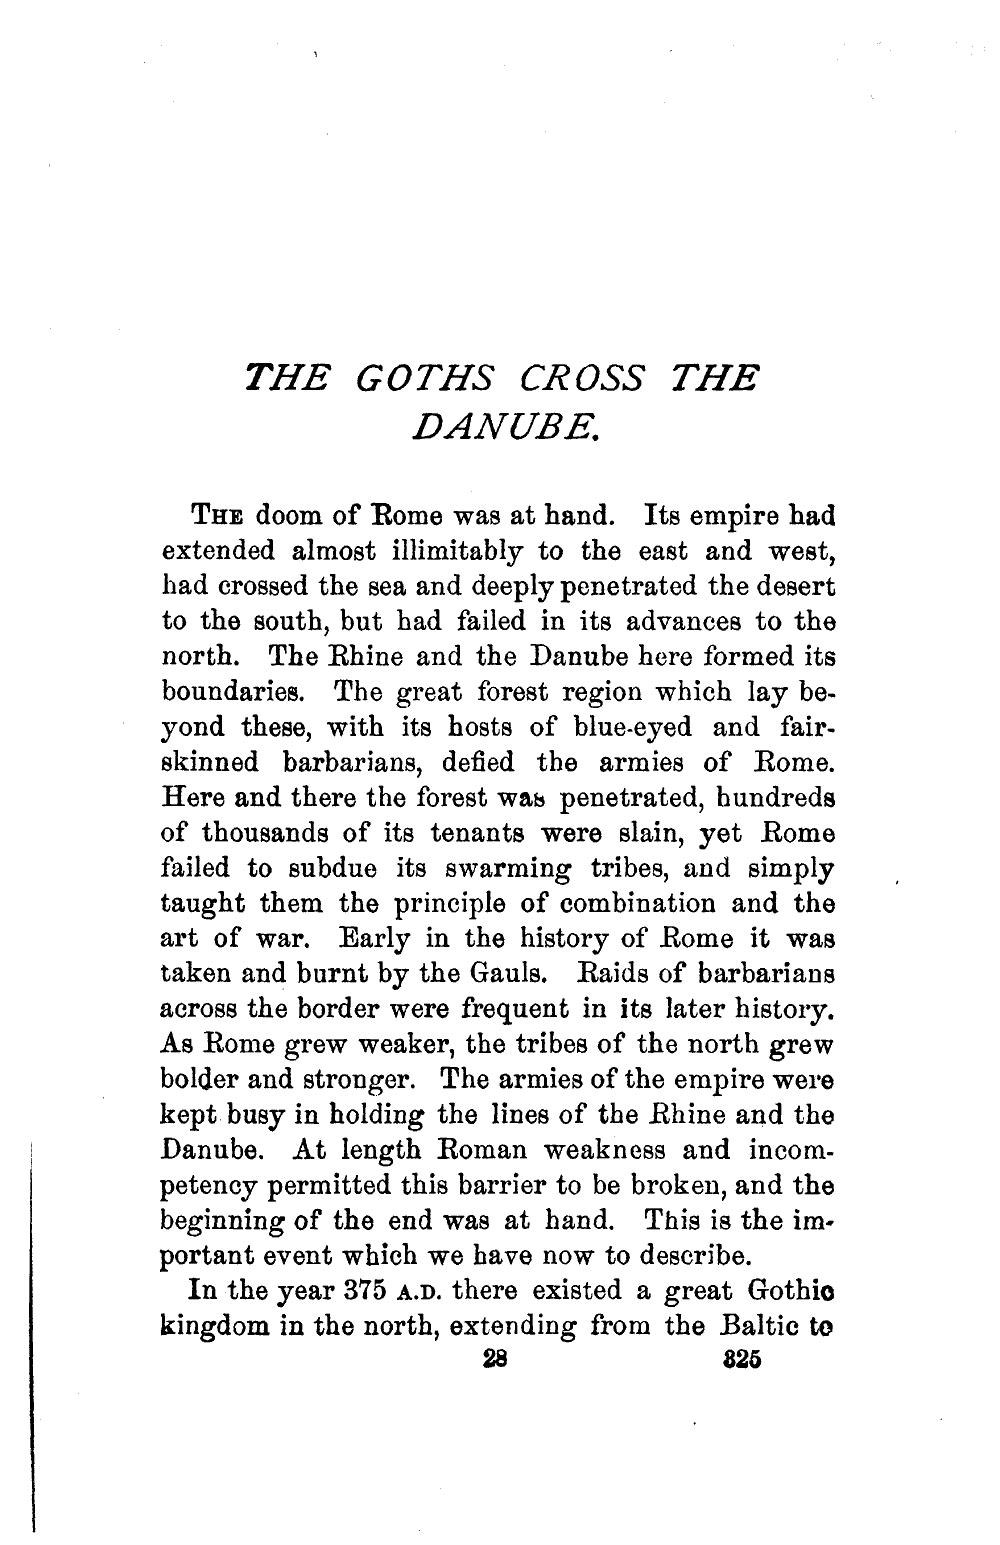 THE GOTHS CROSS THE
DANUBE.
THE doom of Rome was at hand. Its empire had
extended almost illimitably to the east and west,
had crossed the sea and deeply penetrated the desert
to the south, but had failed in its advances to the
north. The Rhine and the Danube here formed its
boundaries. The great forest region which lay be-
yond these, with its hosts of blue-eyed and fair-
skinned barbarians, defied the armies of Rome.
Here and there the forest was penetrated, hundreds
of thousands of its tenants were slain, yet Rome
failed to subdue its swarming tribes, and simply
taught them the principle of combination and the
art of war. Early in the history of Rome it was
taken and burnt by the Gauls. Raids of barbarians
across the border were frequent in its later history.
As Rome grew weaker, the tribes of the north grew
bolder and stronger. The armies of the empire were
kept busy in holding the lines of the Rhine and the
Danube. At length Roman weakness and incom-
petency permitted this barrier to be broken, and the
beginning of the end was at hand. This is the im-
portant event which we have now to describe.
In the year 375 A.D. there existed a great Gothic
kingdom in the north, extending from the Baltic to
28 325